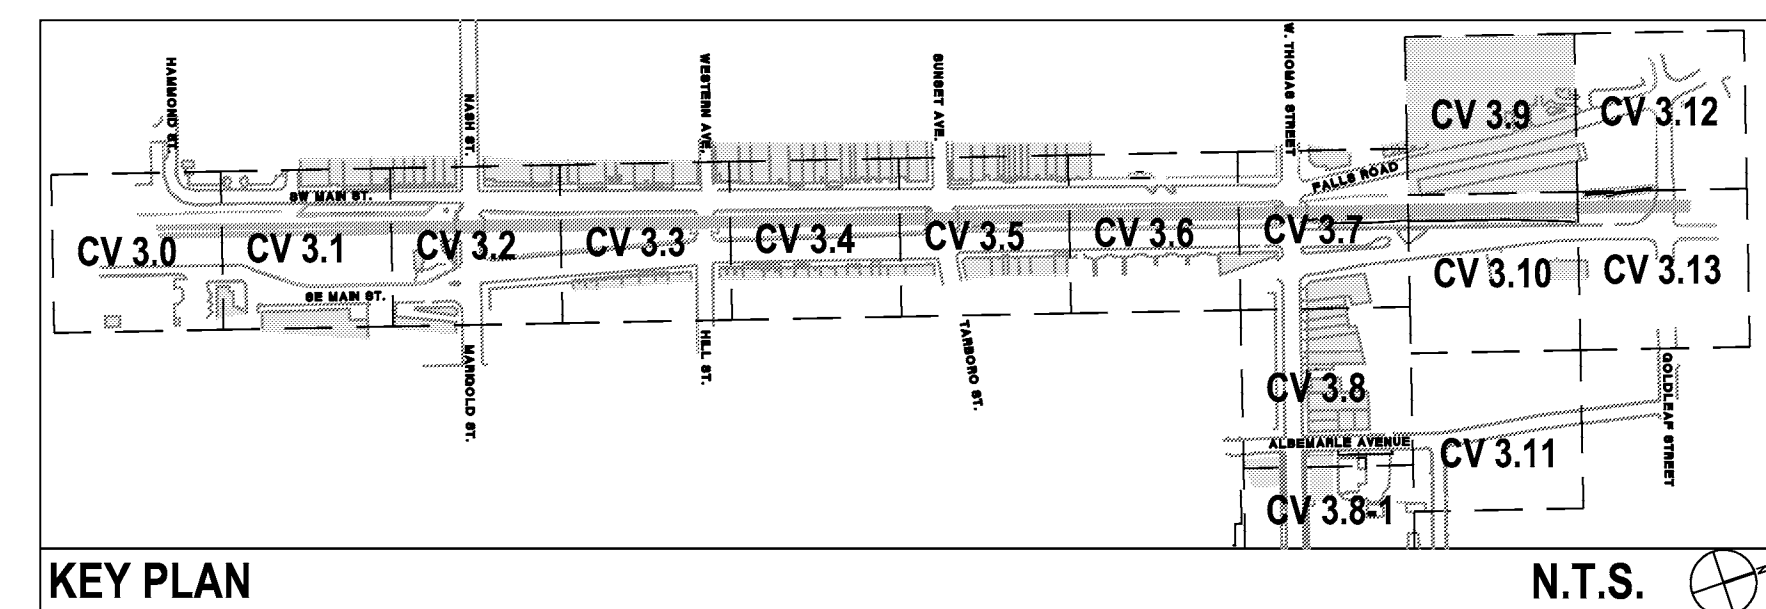 HAMMOND ST.
NASH ST.
WESTERN AVE.
SUNSET AVE.
W. THOMAS STREET
CV 3.9
CV 3.12
FALLS ROAD
SW MAIN ST.
CV 3.0
CV 3.1
CV 3.2
CV 3.3
CV 3.4
CV 3.5
CV 3.6
CV 3.7
CV 3.10
CV 3.13
SE MAIN ST.
MARIGOLD ST.
HILL ST.
TARBORO ST.
CV 3.8
GOLDLEAF STREET
ALBEMARLE AVENUE
CV 3.11
CV 3.8-1
KEY PLAN
N.T.S.
N